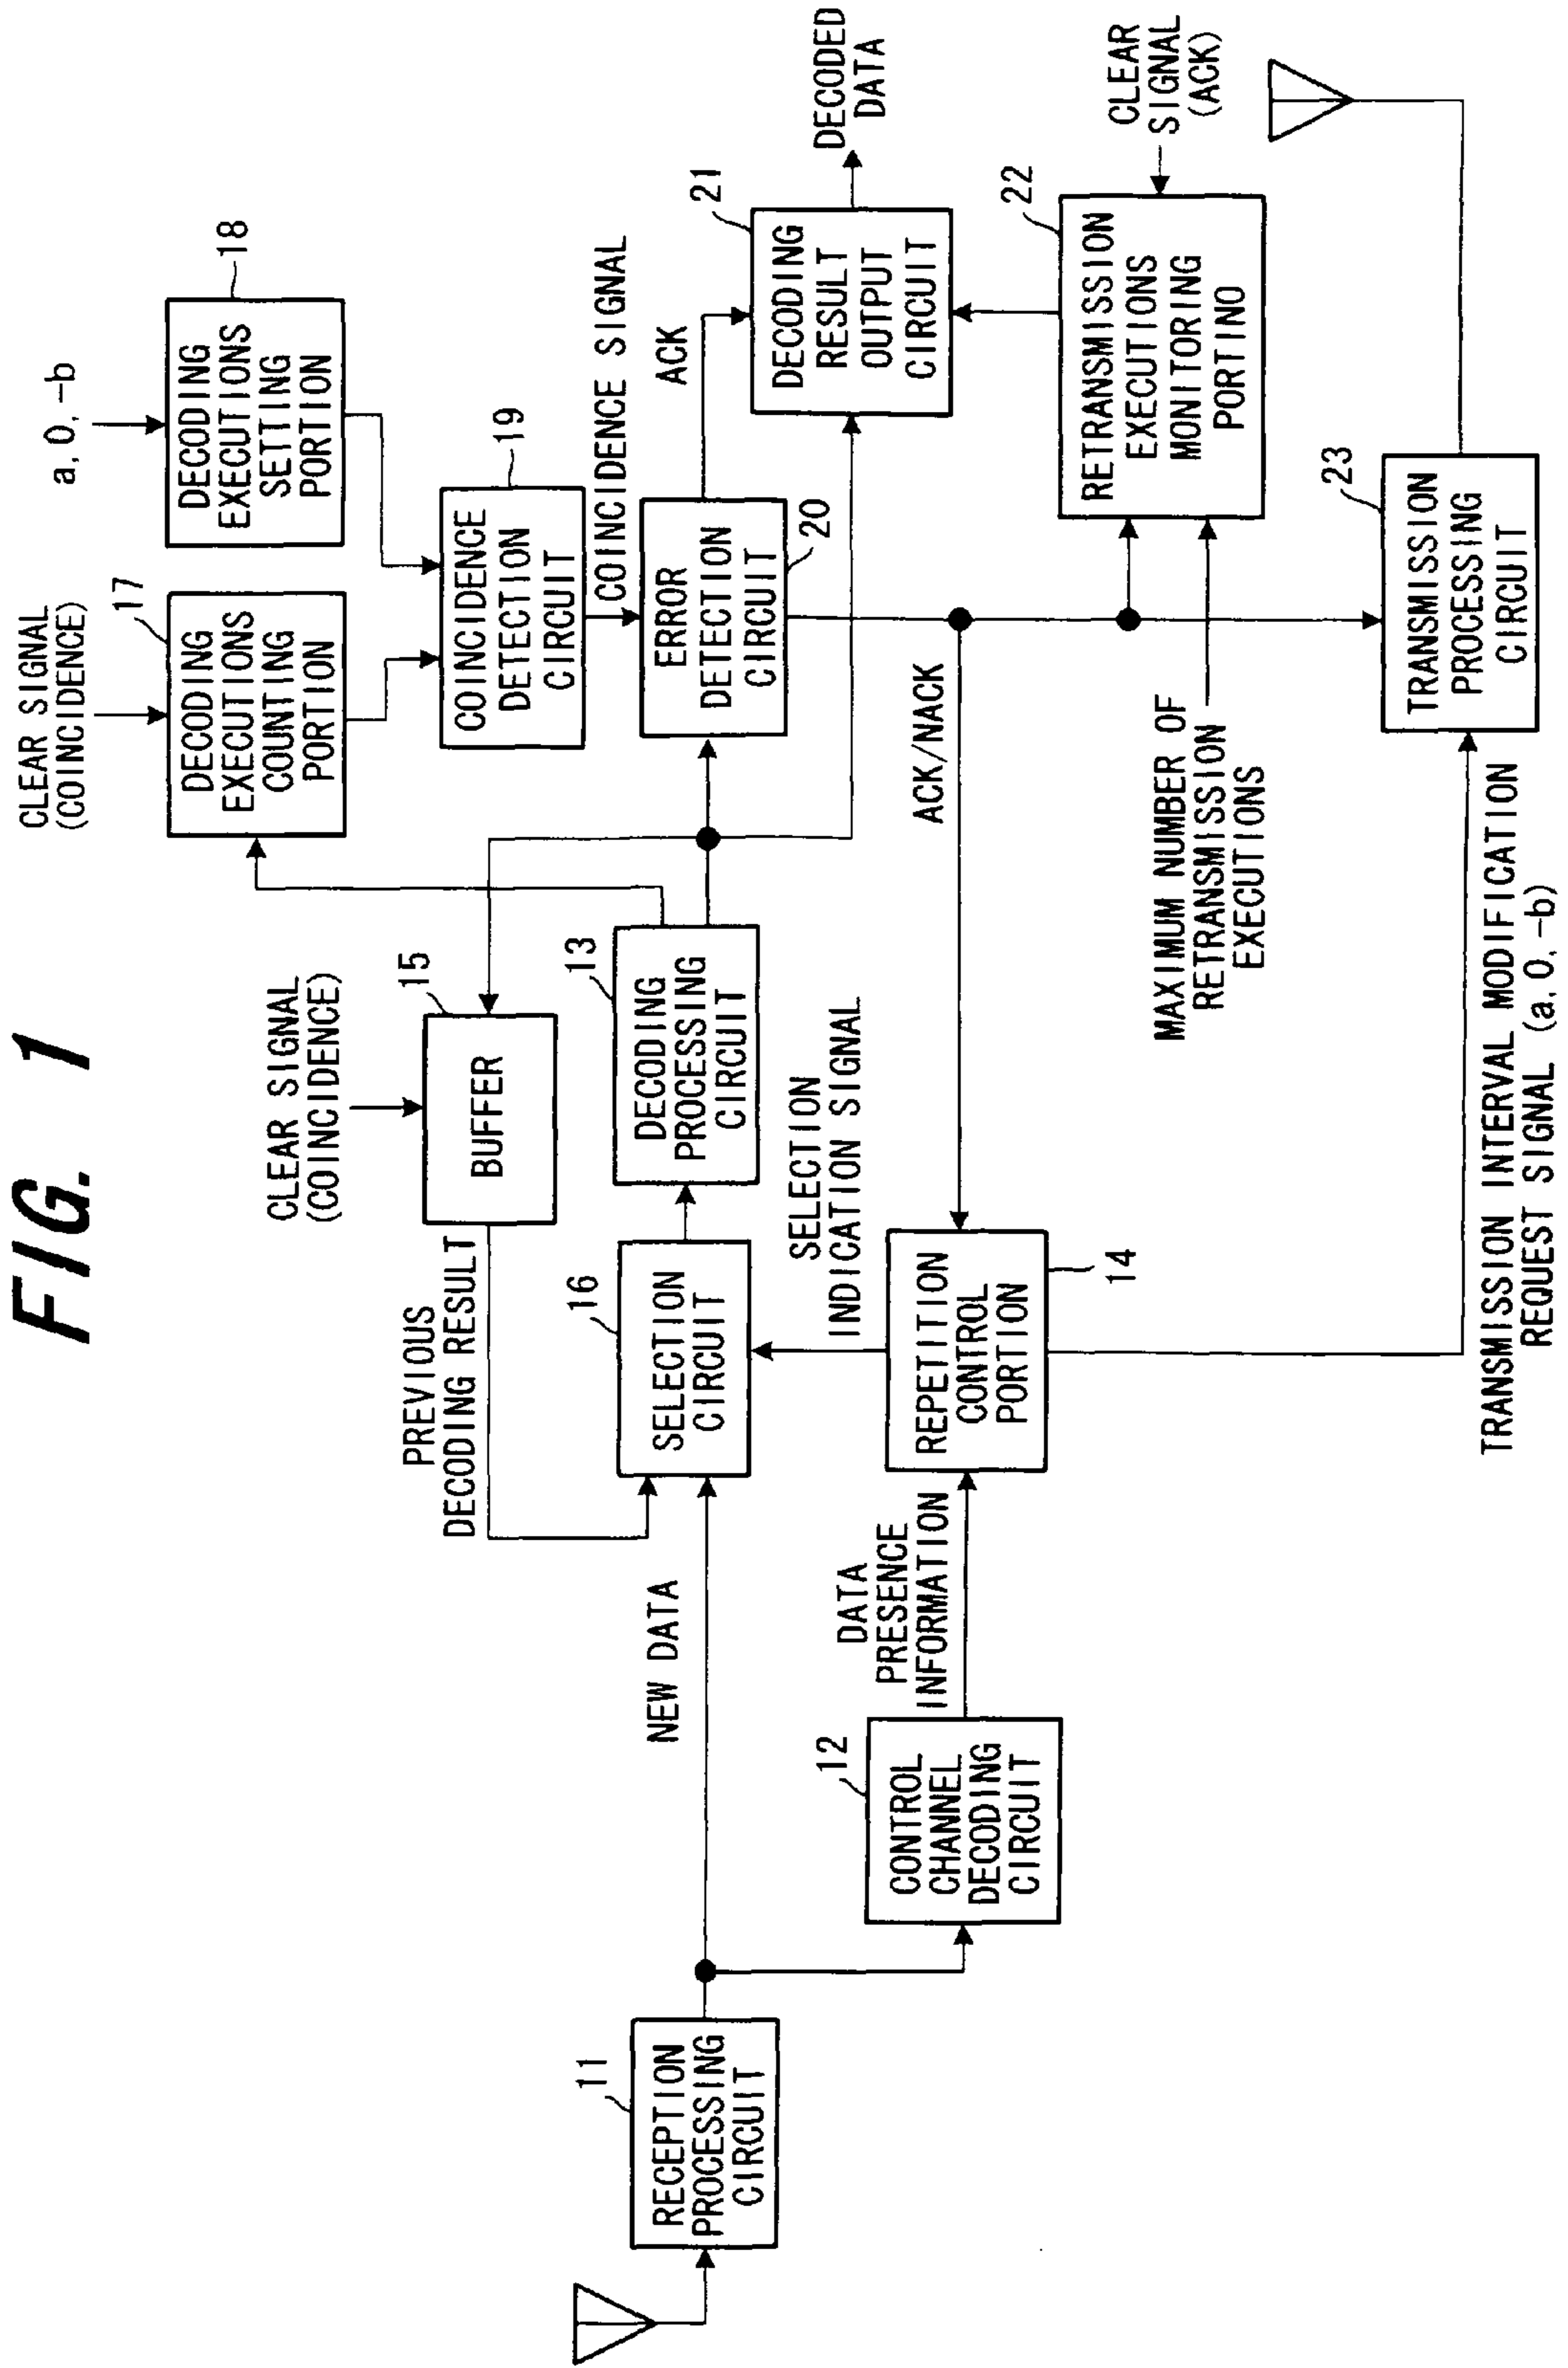 FIG. 1
CLEAR SIGNAL
(COINCIDENCE)
a, 0, -b
17
DECODING
EXECUTIONS
COUNTING
PORTION
18
DECODING
EXECUTIONS
SETTING
PORTION
CLEAR SIGNAL
(COINCIDENCE)
15
BUFFER
19
COINCIDENCE
DETECTION
CIRCUIT
COINCIDENCE SIGNAL
PREVIOUS
DECODING RESULT
11
RECEPTION
PROCESSING
CIRCUIT
NEW DATA
16
SELECTION
CIRCUIT
13
DECODING
PROCESSING
CIRCUIT
ERROR
DETECTION
CIRCUIT
20
ACK
21
DECODING
RESULT
OUTPUT
CIRCUIT
DECODED
DATA
SELECTION
INDICATION SIGNAL
DATA
PRESENCE
INFORMATION
12
CONTROL
CHANNEL
DECODING
CIRCUIT
REPETITION
CONTROL
PORTION
14
ACK/NACK
22
RETRANSMISSION
EXECUTIONS
MONITORING
PORTINO
CLEAR
SIGNAL
(ACK)
MAXIMUM NUMBER OF
RETRANSMISSION
EXECUTIONS
23
TRANSMISSION
PROCESSING
CIRCUIT
TRANSMISSION INTERVAL MODIFICATION
REQUEST SIGNAL (a, 0, -b)